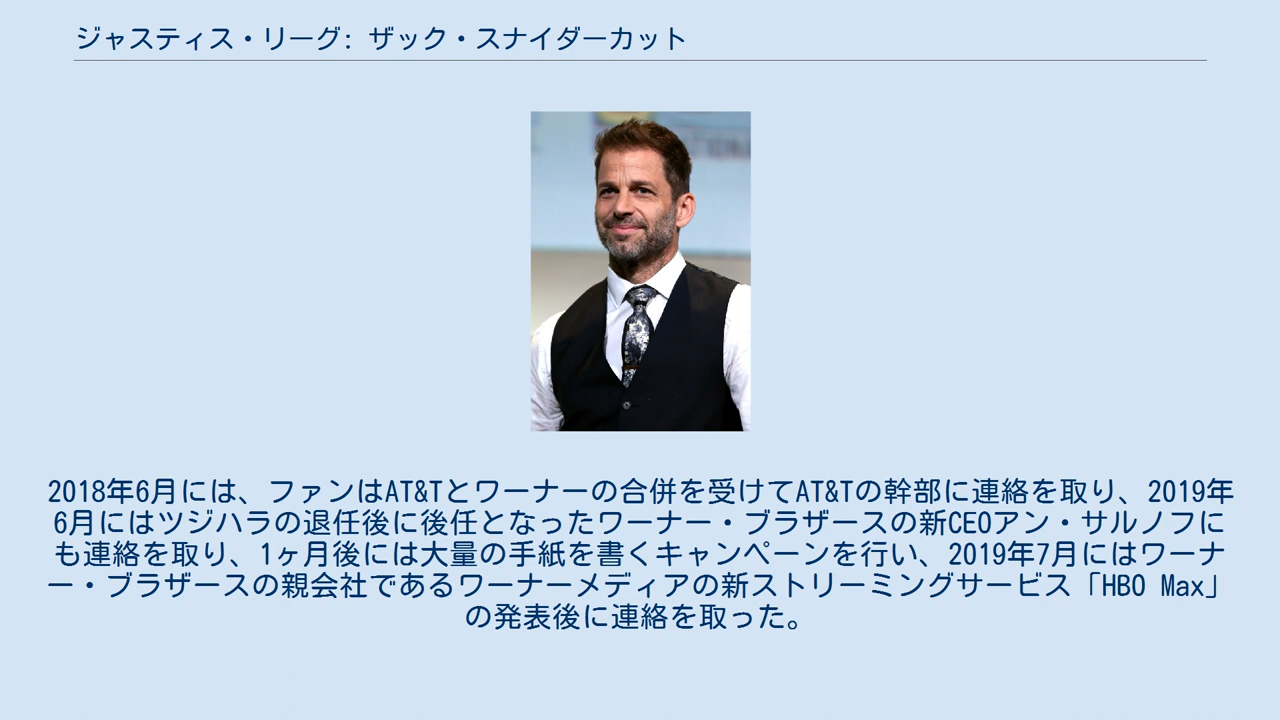 ジャスティス・リーグ: ザック・スナイダーカット
2018年6月には、ファンはAT&Tとワーナーの合併を受けてAT&Tの幹部に連絡を取り、2019年
6月にはツジハラの退任後に後任となったワーナー・ブラザースの新CEOアン・サルノフに
も連絡を取り、1ヶ月後には大量の手紙を書くキャンペーンを行い、2019年7月にはワーナ
ー・ブラザースの親会社であるワーナーメディアの新ストリーミングサービス「HBO Max」
の発表後に連絡を取った。